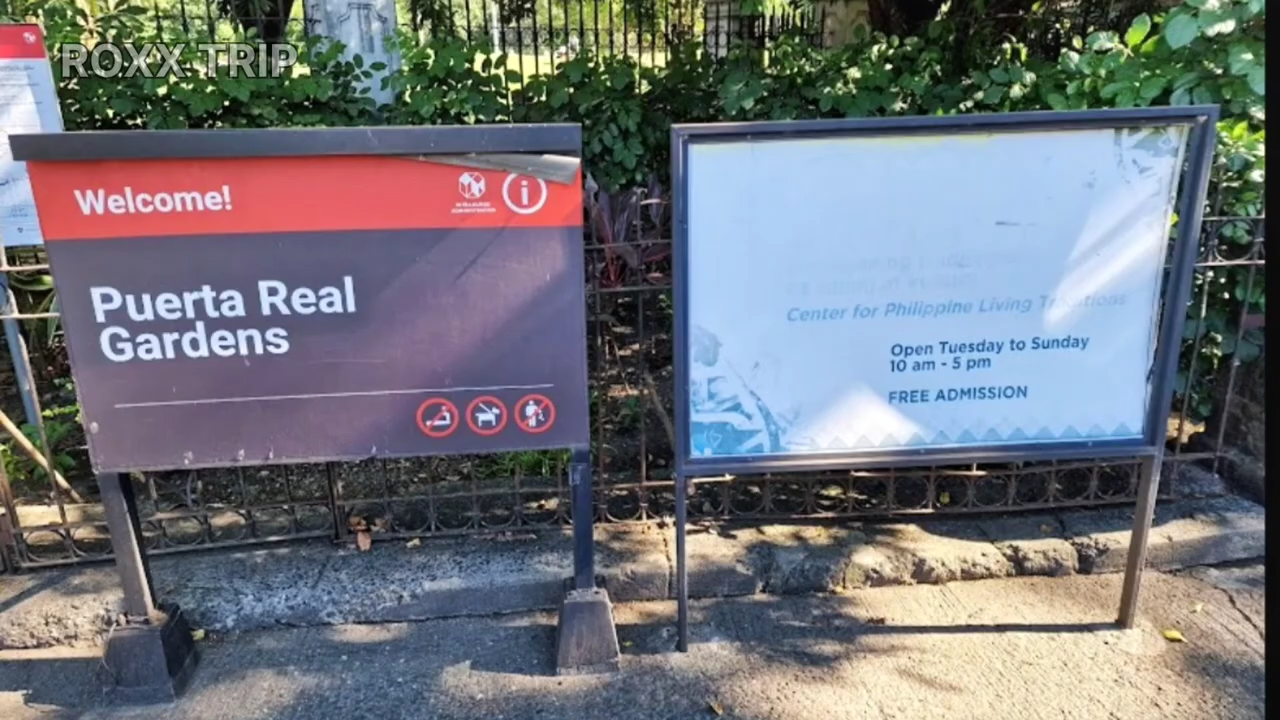 ROXX TRIP
Welcome!
Puerta Real
Gardens
Center for Philippine Living Traditions
Open Tuesday to Sunday
10 am - 5 pm
FREE ADMISSION